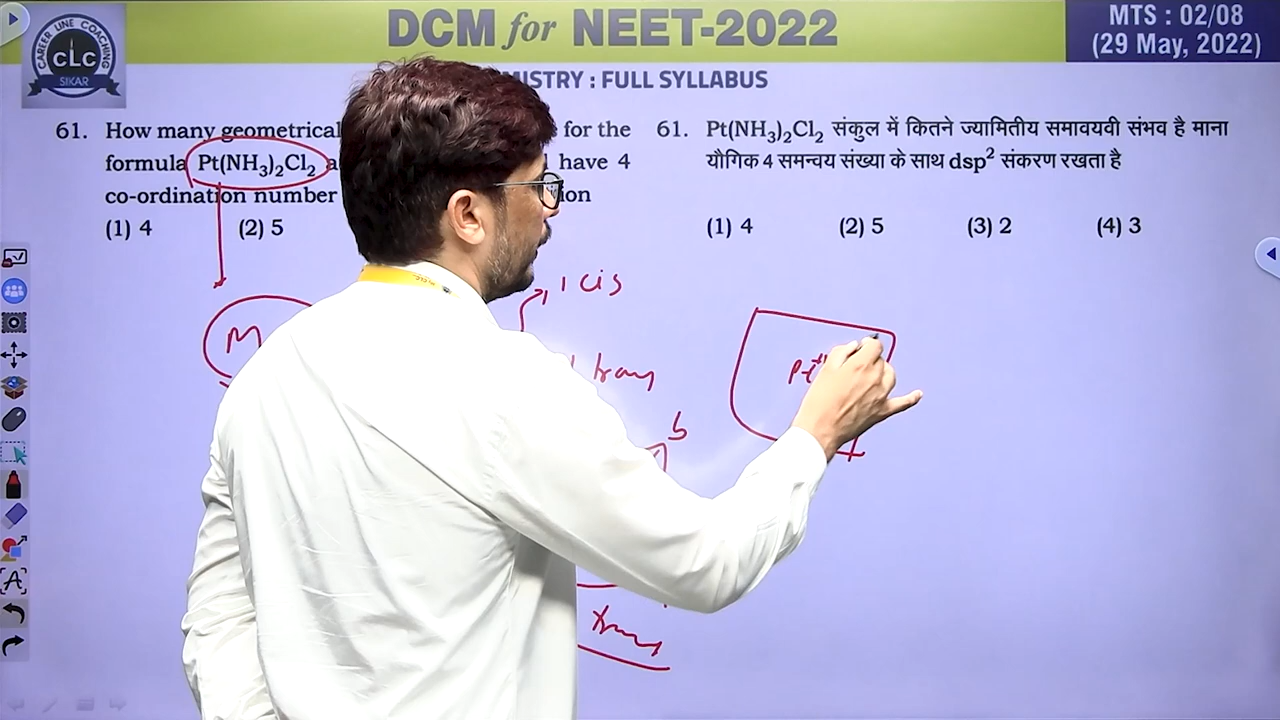 DCM for NEET-2022
MTS : 02/08
(29 May, 2022)
CAREER LINE COACHING
CLC
SIKAR
MISTRY : FULL SYLLABUS
61. How many geometrical for the
formula Pt(NH3)2Cl2 have 4
co-ordination number
(1) 4 (2) 5
61. Pt(NH3)2Cl2 संकुल में कितने ज्यामितीय समावयवी संभव है माना
यौगिक 4 समन्वय संख्या के साथ dsp2 संकरण रखता है
(1) 4 (2) 5 (3) 2 (4) 3
1 cis
M
trans
Pt
b
trans